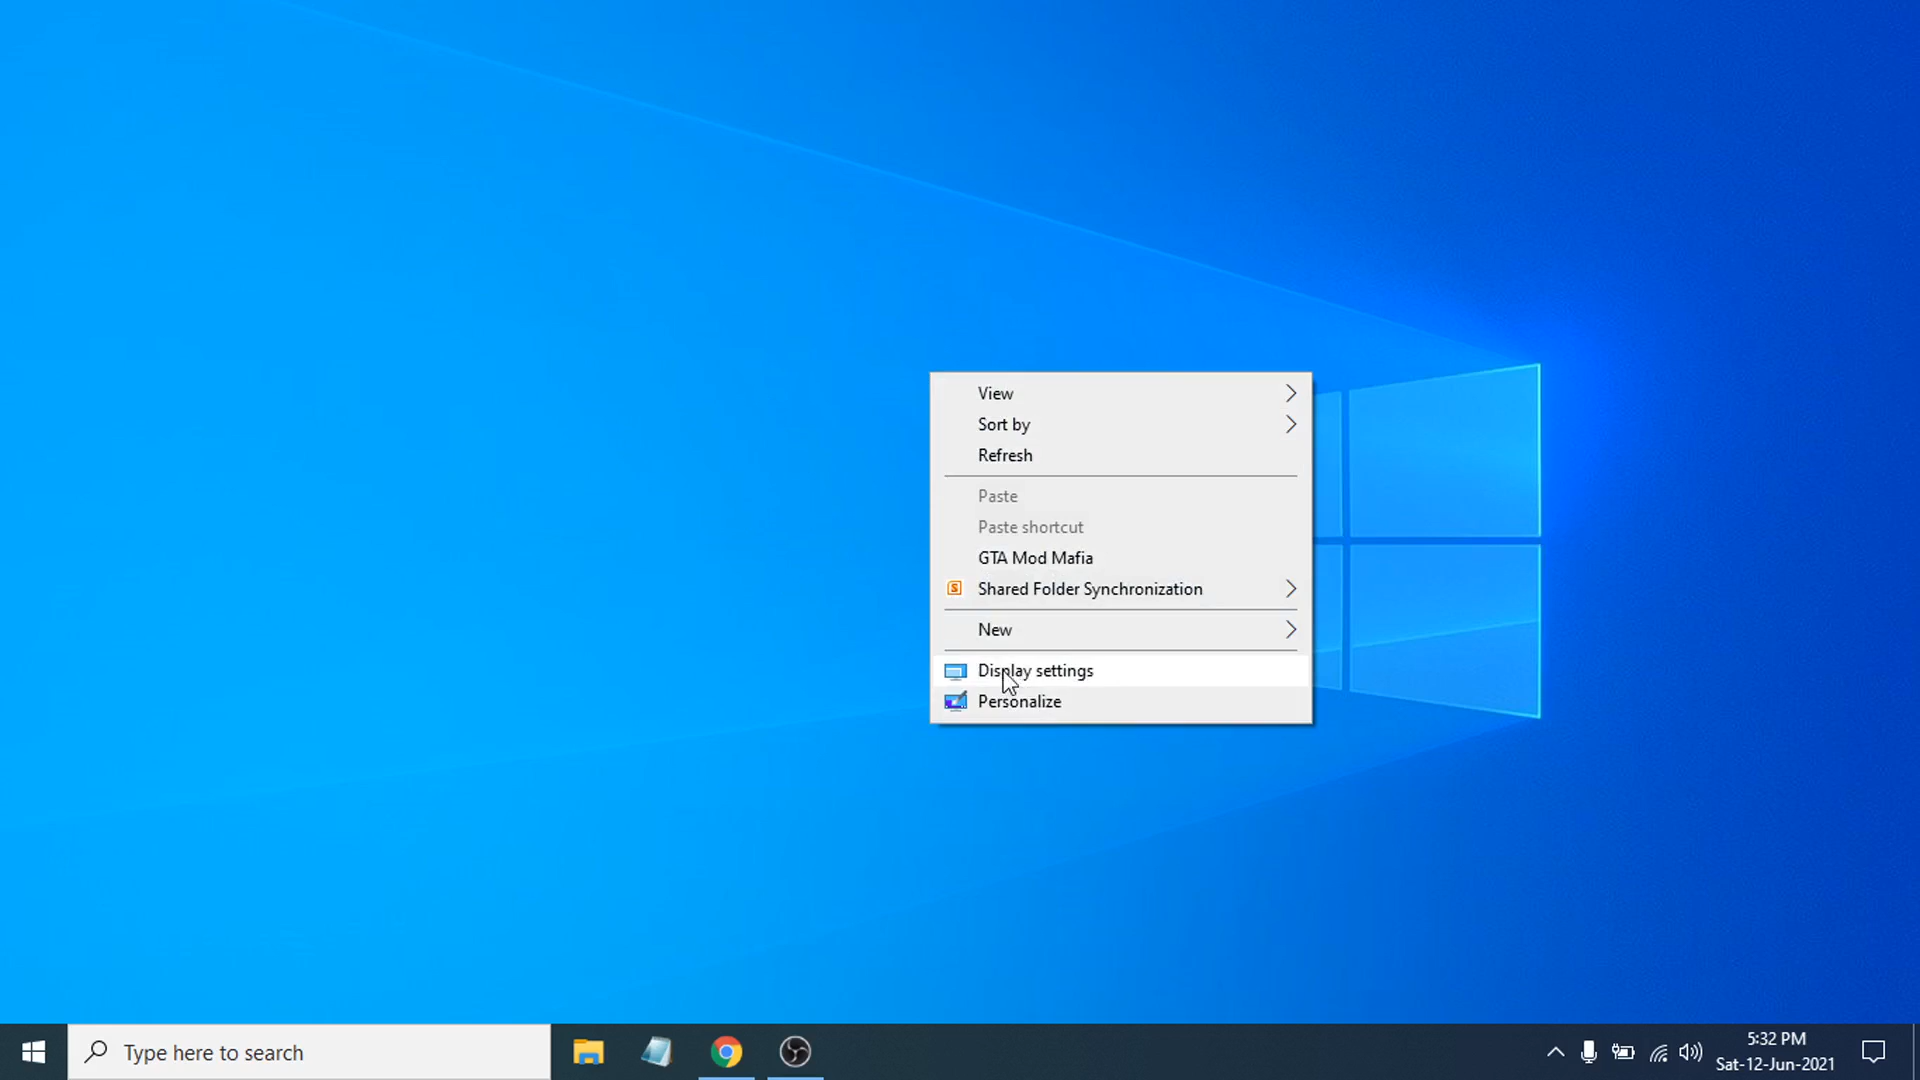 View
Sort by
Refresh
Paste
Paste shortcut
GTA Mod Mafia
S
Shared Folder Synchronization
New
Display settings
Personalize
Type here to search
5:32 PM
Sat-12-Jun-2021